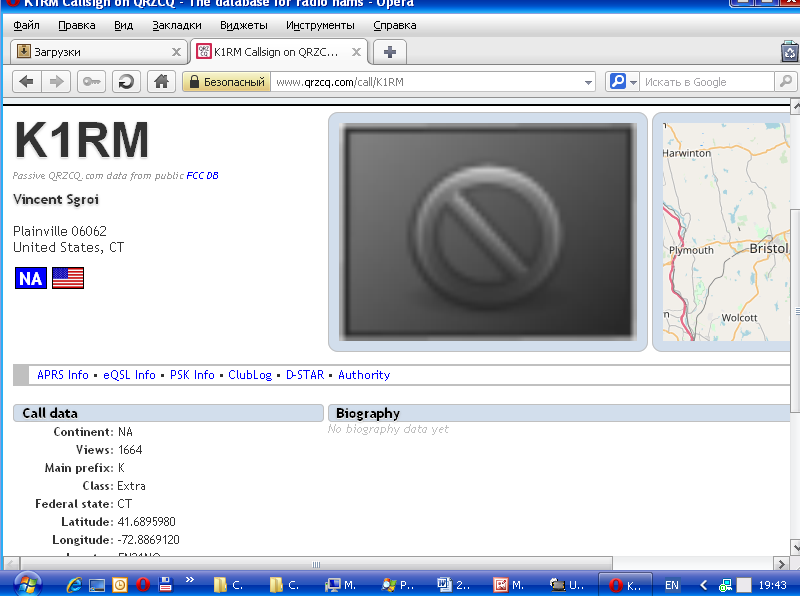 K1RM Callsign on QRZCQ - The database for radio hams - Opera
Файл Правка Вид Закладки Виджеты Инструменты Справка
Загрузки
K1RM Callsign on QRZC...
Безопасный www.qrzcq.com/call/K1RM Искать в Google
K1RM
Passive QRZCQ.com data from public FCC DB
Vincent Sgroi
Plainville 06062
United States, CT
NA
Harwinton
Plymouth
Bristol
Wolcott
APRS Info • eQSL Info • PSK Info • ClubLog • D-STAR • Authority
Call data
Continent: NA
Views: 1664
Main prefix: K
Class: Extra
Federal state: CT
Latitude: 41.6895980
Longitude: -72.8869120
Biography
No biography data yet
C. C. M. P.. 2.. M. U.. K.. EN 19:43